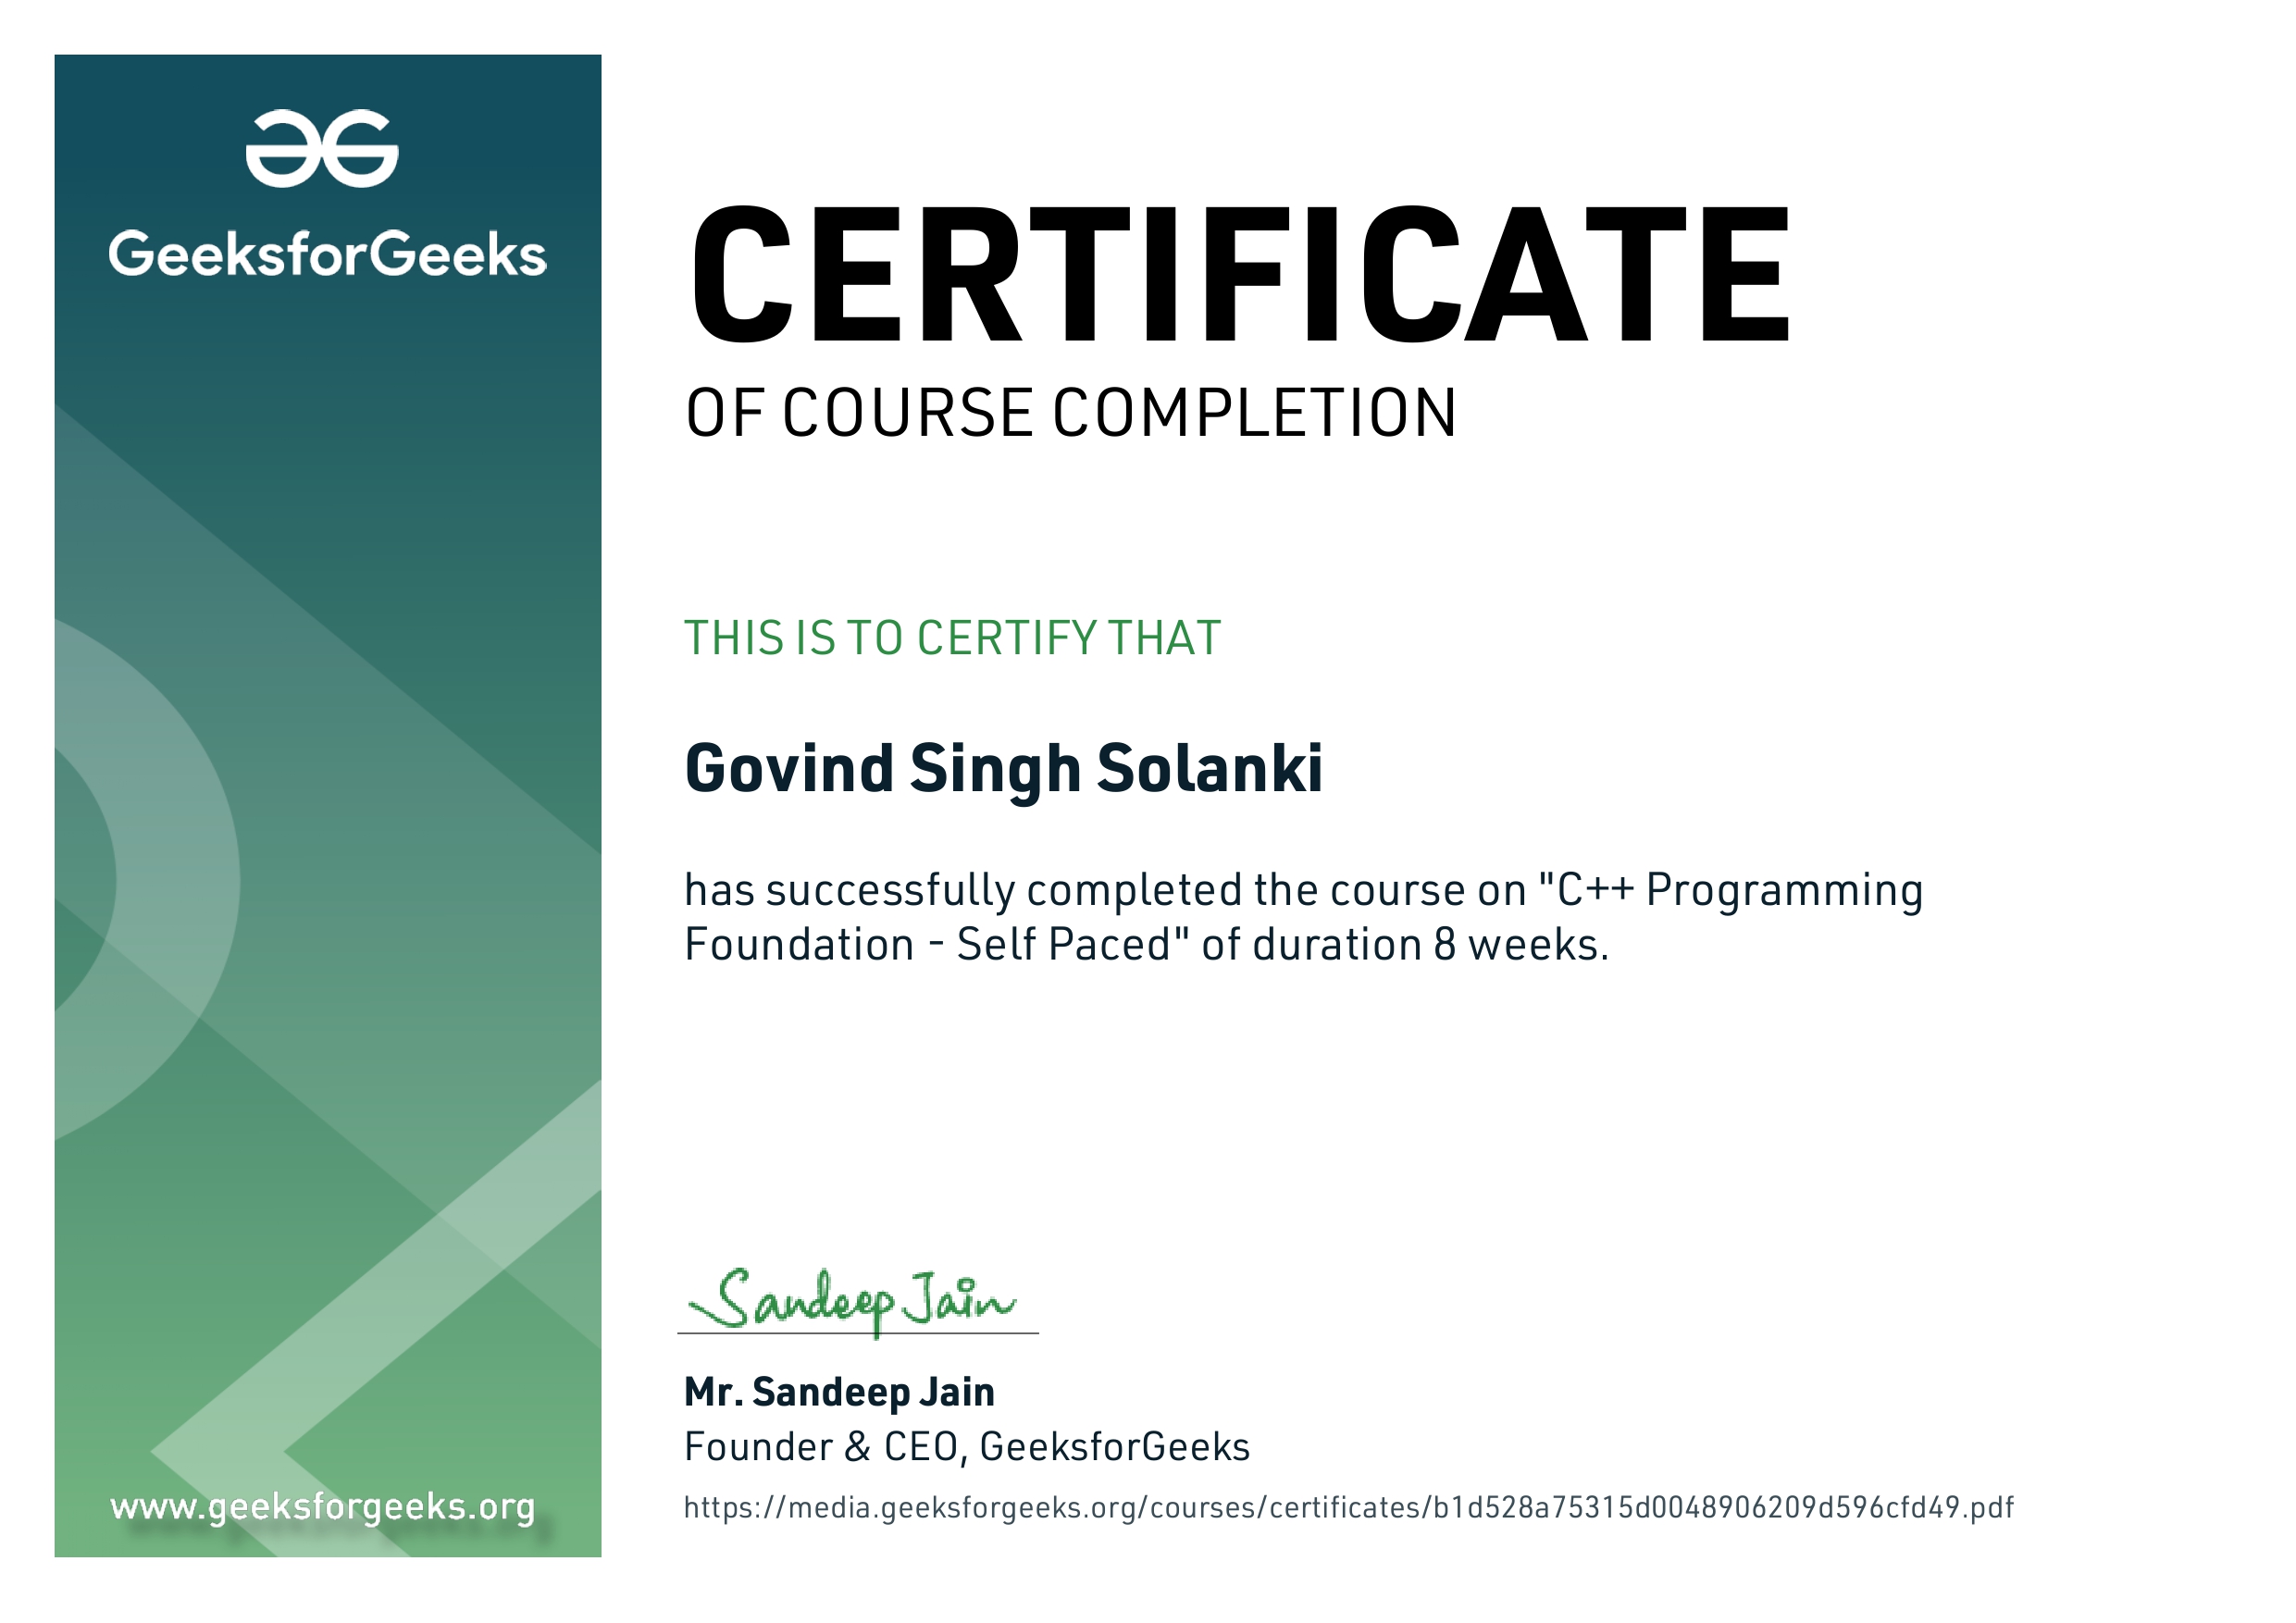 GeeksforGeeks
CERTIFICATE
OF COURSE COMPLETION
THIS IS TO CERTIFY THAT
Govind Singh Solanki
has successfully completed the course on "C++ Programming
Foundation - Self Paced" of duration 8 weeks.
Sandeep Jain
Mr. Sandeep Jain
Founder & CEO, GeeksforGeeks
https://media.geeksforgeeks.org/courses/certificates/b1d528a75315d0048906209d596cfd49.pdf
www.geeksforgeeks.org